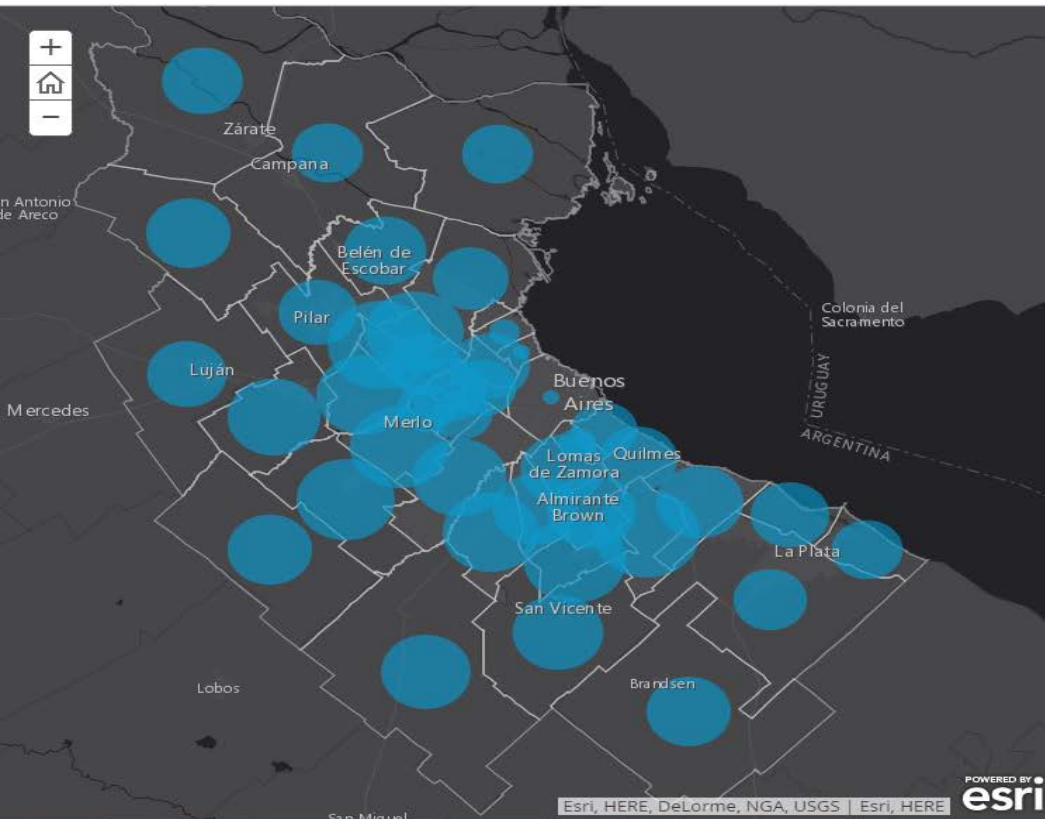 +
−
Zárate
Campana
n Antonio
de Areco
Belén de
Escobar
Pilar
Colonia del
Sacramento
Luján
Buenos
Aires
URUGUAY
Mercedes
Merlo
ARGENTINA
Lomas
de Zamora
Quilmes
Almirante
Brown
La Plata
San Vicente
Lobos
Brandsen
San Miguel
Esri, HERE, DeLorme, NGA, USGS | Esri, HERE
POWERED BY
esri